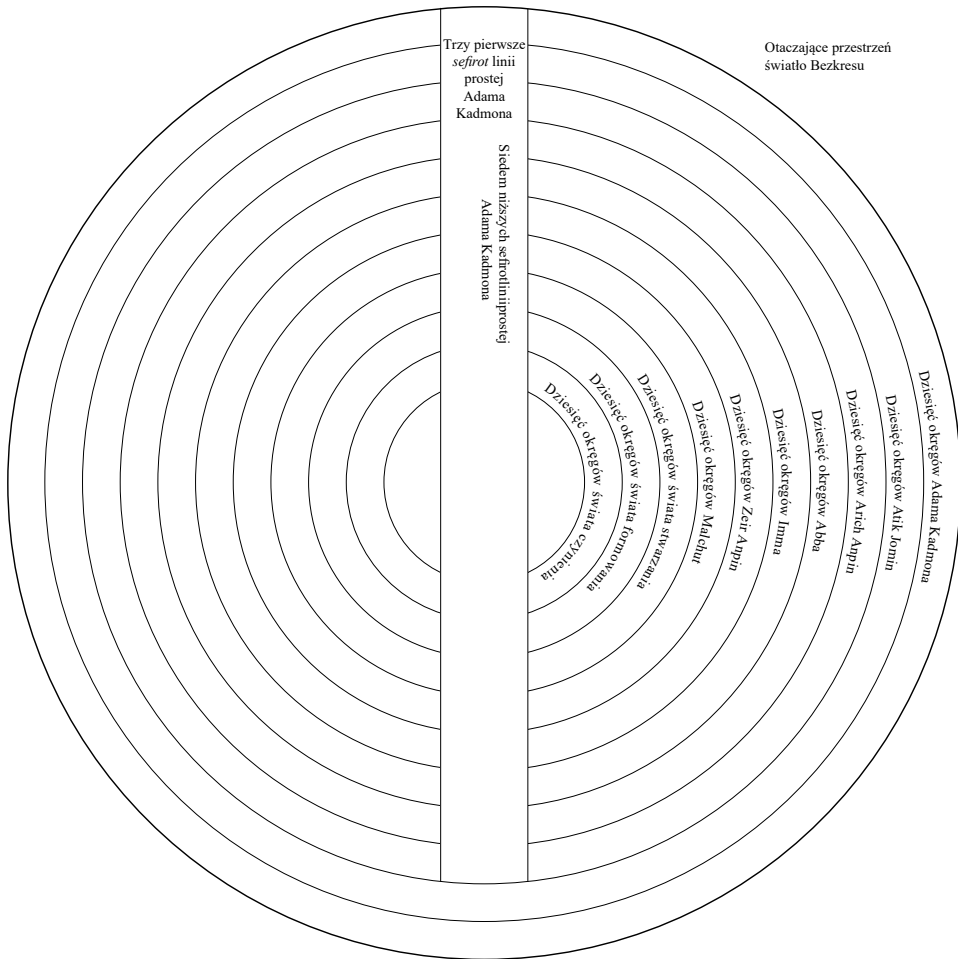 Trzy pierwsze
sefirot linii
prostej
Adama
Kadmona
Otaczające przestrzeń
światło Bezkresu
Siedem niższych sefirotliniiprostej
Adama Kadmona
Dziesięć okręgów świata czynienia
Dziesięć okręgów świata formowania
Dziesięć okręgów świata stwarzania
Dziesięć okręgów Malchut
Dziesięć okręgów Zeir Anpin
Dziesięć okręgów Imma
Dziesięć okręgów Abba
Dziesięć okręgów Arich Anpin
Dziesięć okręgów Atik Jomin
Dziesięć okręgów Adama Kadmona